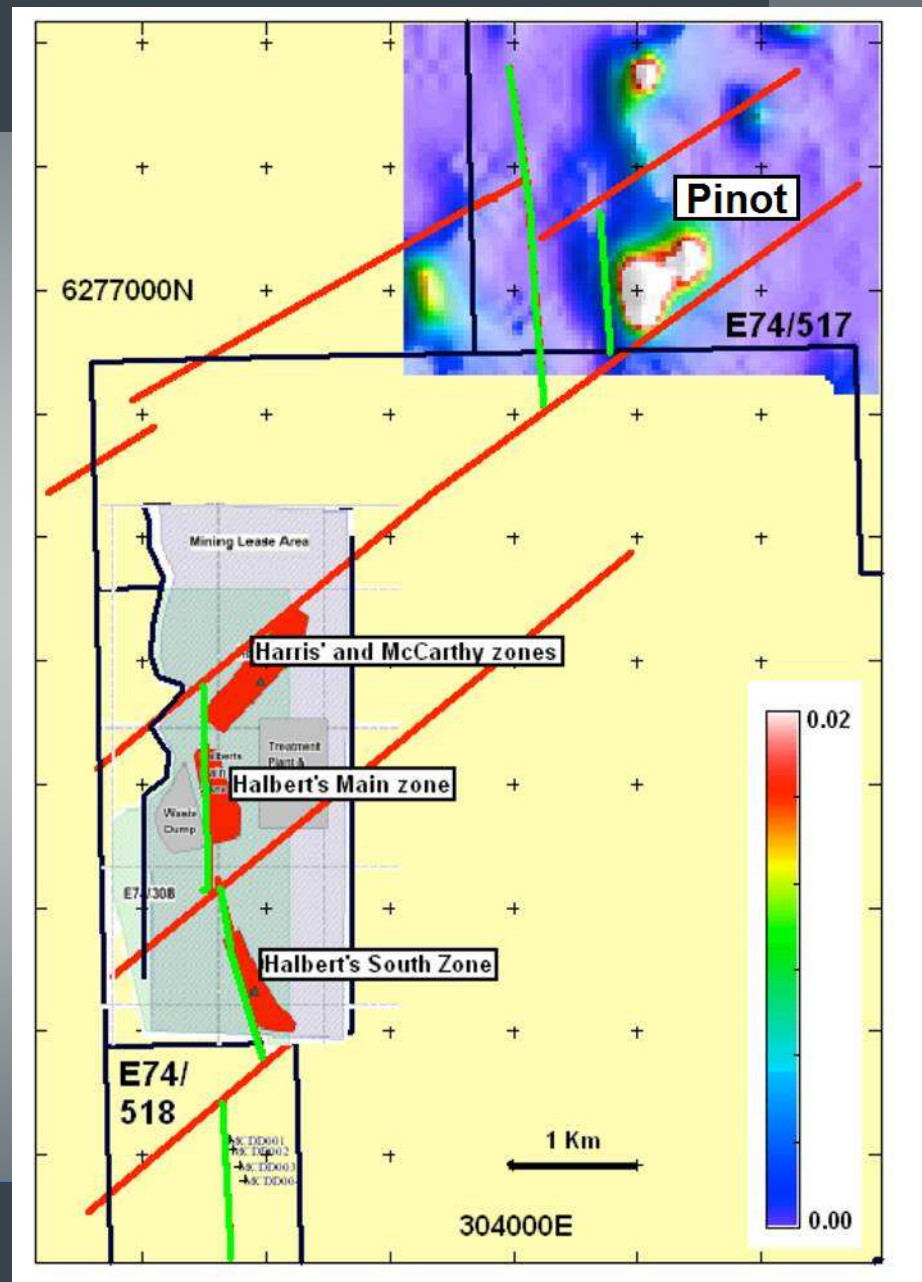 Pinot
6277000N
E74/517
Mining Lease Area
Harris' and McCarthy zones
0.02
Treatment
Plant &
Halbert's Main zone
Waste
Dump
E74/308
Halbert's South Zone
E74/
518
MCDD001
MCDD002
MCDD003
MCDD00
1 Km
304000E
0.00